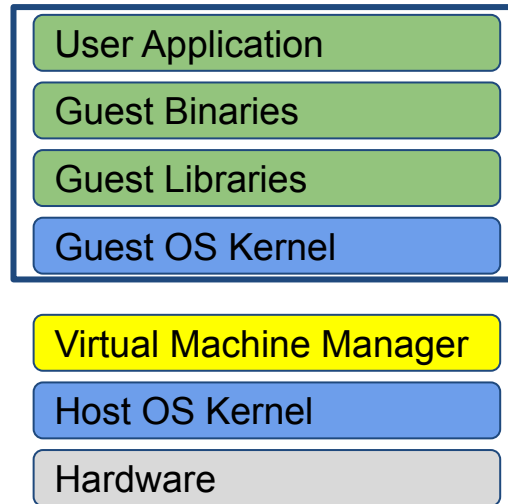 User Application
Guest Binaries
Guest Libraries
Guest OS Kernel
Virtual Machine Manager
Host OS Kernel
Hardware